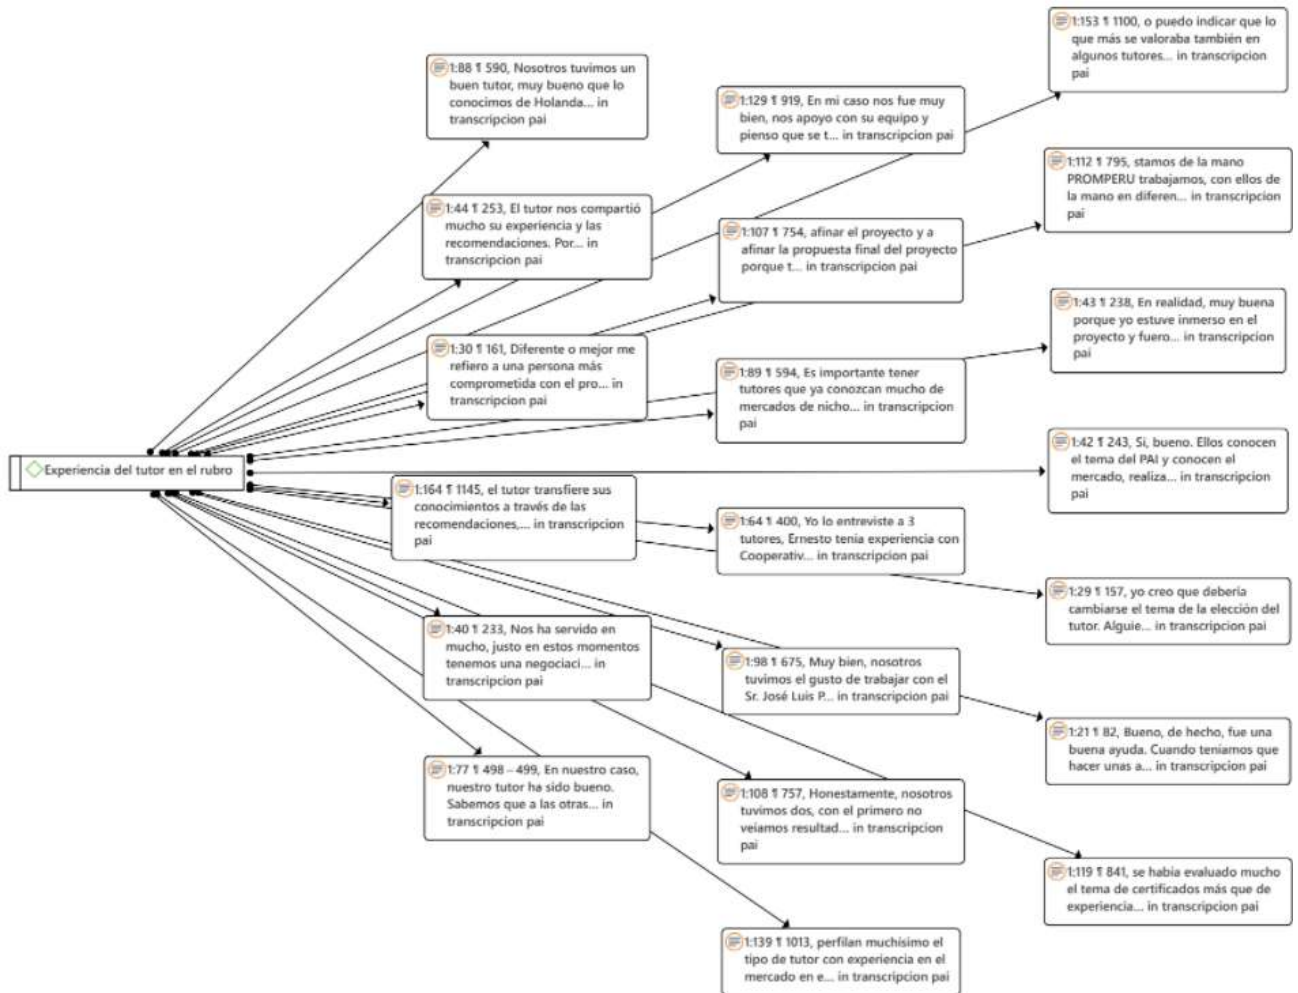 Experiencia del tutor en el rubro
1:88 ¶ 590, Nosotros tuvimos un
buen tutor, muy bueno que lo
conocimos de Holanda... in
transcripcion pai
1:44 ¶ 253, El tutor nos compartió
mucho su experiencia y las
recomendaciones. Por... in
transcripcion pai
1:30 ¶ 161, Diferente o mejor me
refiero a una persona más
comprometida con el pro... in
transcripcion pai
1:164 ¶ 1145, el tutor transfiere sus
conocimientos a través de las
recomendaciones,... in transcripcion
pai
1:40 ¶ 233, Nos ha servido en
mucho, justo en estos momentos
tenemos una negociaci... in
transcripcion pai
1:77 ¶ 498 – 499, En nuestro caso,
nuestro tutor ha sido bueno.
Sabemos que a las otras... in
transcripcion pai
1:129 ¶ 919, En mi caso nos fue muy
bien, nos apoyo con su equipo y
pienso que se t... in transcripcion pai
1:107 ¶ 754, afinar el proyecto y a
afinar la propuesta final del proyecto
porque t... in transcripcion pai
1:89 ¶ 594, Es importante tener
tutores que ya conozcan mucho de
mercados de nicho... in transcripcion
pai
1:64 ¶ 400, Yo lo entreviste a 3
tutores, Ernesto tenía experiencia con
Cooperativ... in transcripcion pai
1:98 ¶ 675, Muy bien, nosotros
tuvimos el gusto de trabajar con el
Sr. José Luis P... in transcripcion pai
1:108 ¶ 757, Honestamente, nosotros
tuvimos dos, con el primero no
veíamos resultad... in transcripcion
pai
1:139 ¶ 1013, perfilan muchísimo el
tipo de tutor con experiencia en el
mercado en e... in transcripcion pai
1:153 ¶ 1100, o puedo indicar que lo
que más se valoraba también en
algunos tutores... in transcripcion
pai
1:112 ¶ 795, stamos de la mano
PROMPERU trabajamos, con ellos de
la mano en diferen... in transcripcion
pai
1:43 ¶ 238, En realidad, muy buena
porque yo estuve inmerso en el
proyecto y fuero... in transcripcion
pai
1:42 ¶ 243, Si, bueno. Ellos conocen
el tema del PAI y conocen el
mercado, realiza... in transcripcion
pai
1:29 ¶ 157, yo creo que debería
cambiarse el tema de la elección del
tutor. Alguie... in transcripcion pai
1:21 ¶ 82, Bueno, de hecho, fue una
buena ayuda. Cuando teníamos que
hacer unas a... in transcripcion pai
1:119 ¶ 841, se había evaluado mucho
el tema de certificados más que de
experiencia... in transcripcion pai